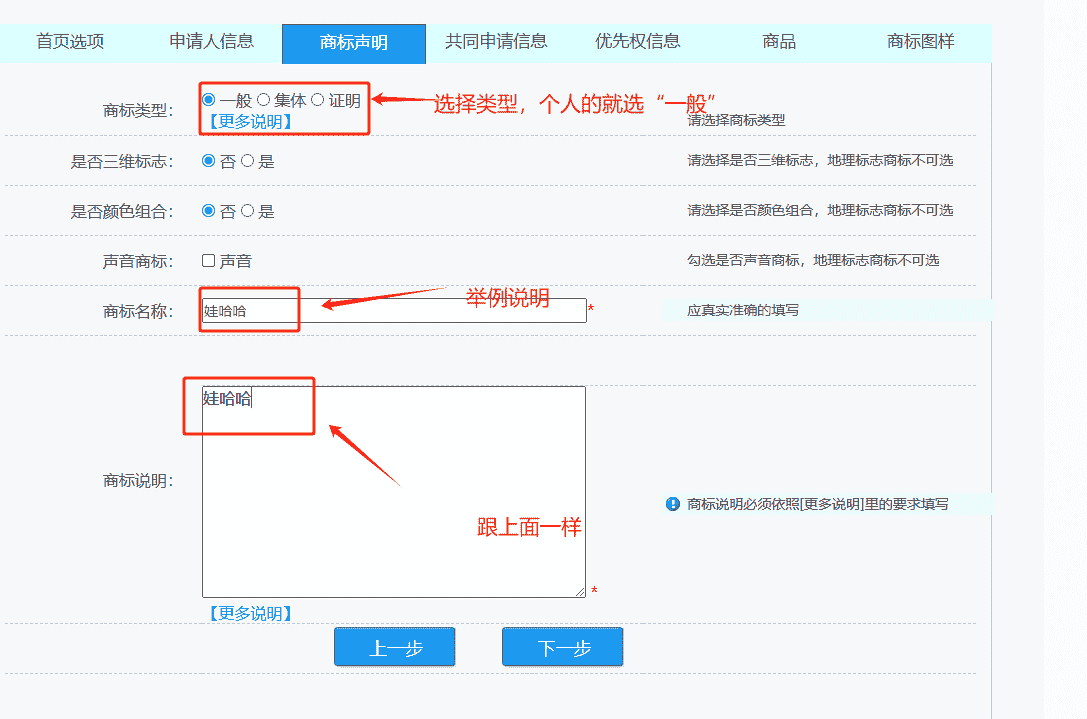 首页选项 申请人信息 商标声明 共同申请信息 优先权信息 商品 商标图样
商标类型： 一般 集体 证明 选择类型，个人的就选“一般”
【更多说明】 请选择商标类型
是否三维标志： 否 是 请选择是否三维标志，地理标志商标不可选
是否颜色组合： 否 是 请选择是否颜色组合，地理标志商标不可选
声音商标： 声音 勾选是否声音商标，地理标志商标不可选
举例说明
商标名称： 娃哈哈 * 应真实准确的填写
娃哈哈
商标说明： 商标说明必须依照[更多说明]里的要求填写
跟上面一样
*
【更多说明】
上一步 下一步